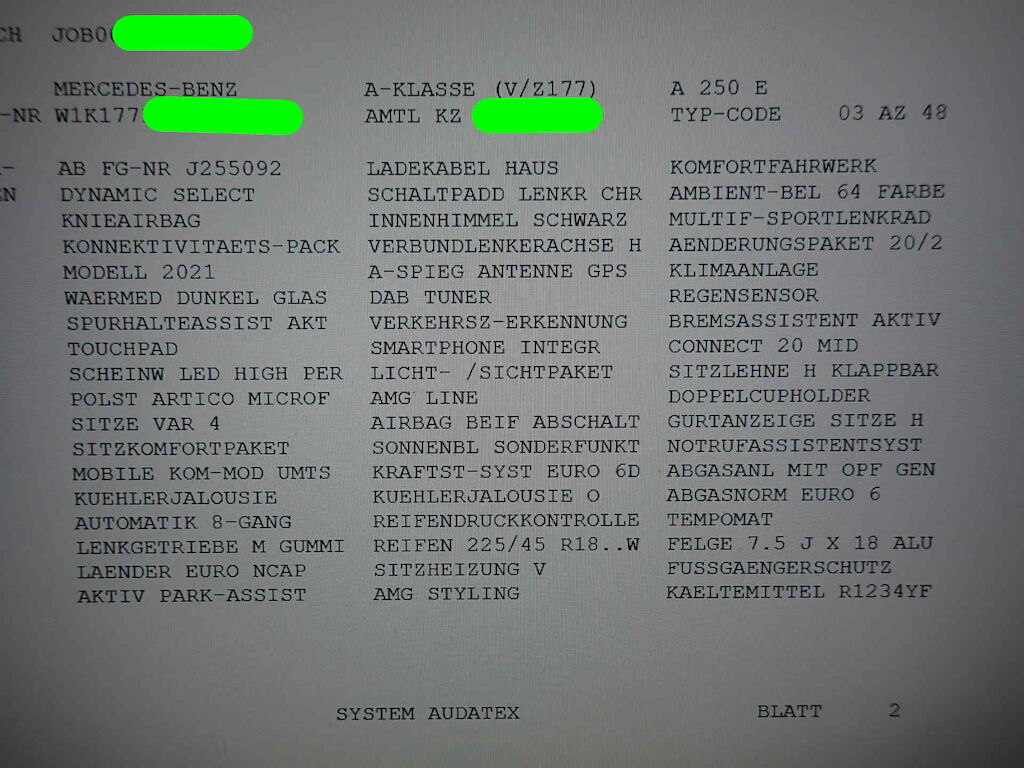 CH JOB0
MERCEDES-BENZ A-KLASSE (V/Z177) A 250 E
-NR W1K177 AMTL KZ TYP-CODE 03 AZ 48
AB FG-NR J255092 LADEKABEL HAUS KOMFORTFAHRWERK
EN DYNAMIC SELECT SCHALTPADD LENKR CHR AMBIENT-BEL 64 FARBE
KNIEAIRBAG INNENHIMMEL SCHWARZ MULTIF-SPORTLENKRAD
KONNEKTIVITAETS-PACK VERBUNDLENKERACHSE H AENDERUNGSPAKET 20/2
MODELL 2021 A-SPIEG ANTENNE GPS KLIMAANLAGE
WAERMED DUNKEL GLAS DAB TUNER REGENSENSOR
SPURHALTEASSIST AKT VERKEHRSZ-ERKENNUNG BREMSASSISTENT AKTIV
TOUCHPAD SMARTPHONE INTEGR CONNECT 20 MID
SCHEINW LED HIGH PER LICHT- /SICHTPAKET SITZLEHNE H KLAPPBAR
POLST ARTICO MICROF AMG LINE DOPPELCUPHOLDER
SITZE VAR 4 AIRBAG BEIF ABSCHALT GURTANZEIGE SITZE H
SITZKOMFORTPAKET SONNENBL SONDERFUNKT NOTRUFASSISTENTSYST
MOBILE KOM-MOD UMTS KRAFTST-SYST EURO 6D ABGASANL MIT OPF GEN
KUEHLERJALOUSIE KUEHLERJALOUSIE O ABGASNORM EURO 6
AUTOMATIK 8-GANG REIFENDRUCKKONTROLLE TEMPOMAT
LENKGETRIEBE M GUMMI REIFEN 225/45 R18..W FELGE 7.5 J X 18 ALU
LAENDER EURO NCAP SITZHEIZUNG V FUSSGAENGERSCHUTZ
AKTIV PARK-ASSIST AMG STYLING KAELTEMITTEL R1234YF
SYSTEM AUDATEX BLATT 2